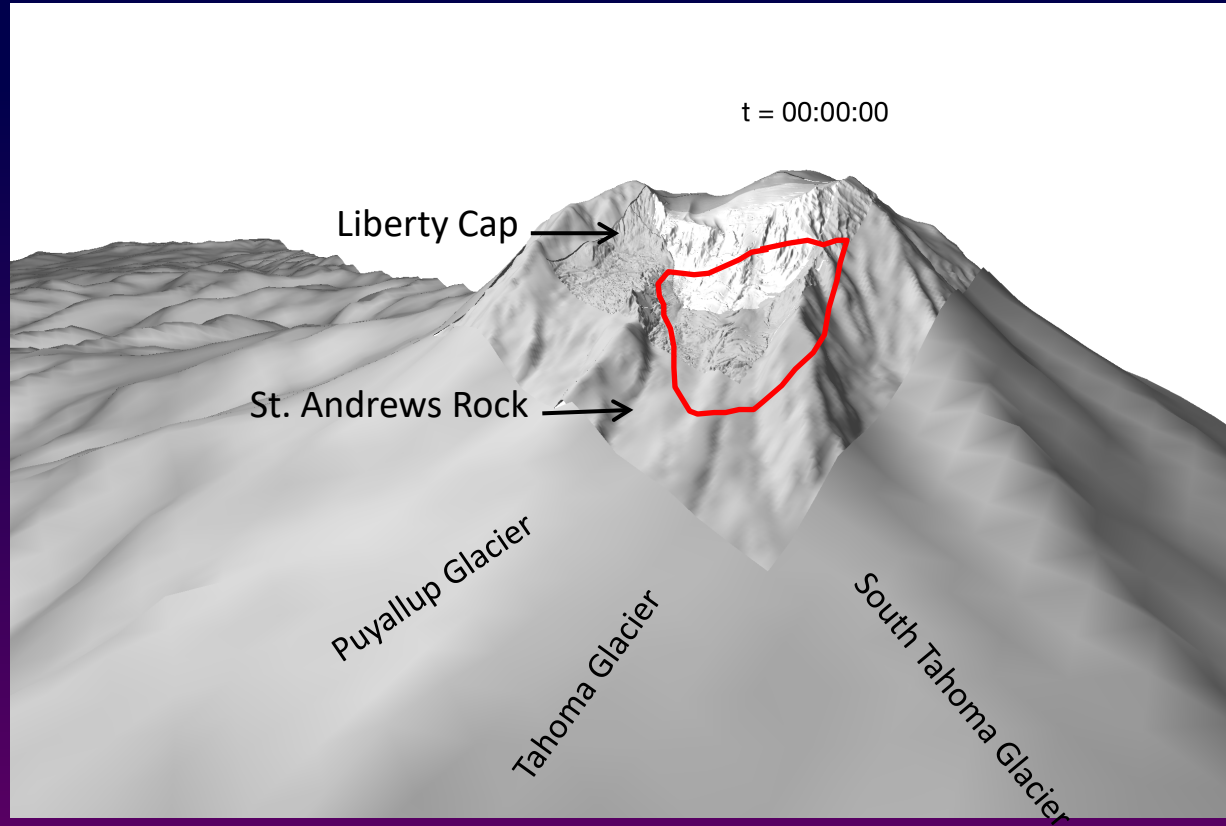 t = 00:00:00
Liberty Cap
St. Andrews Rock
Puyallup Glacier
Tahoma Glacier
South Tahoma Glacier